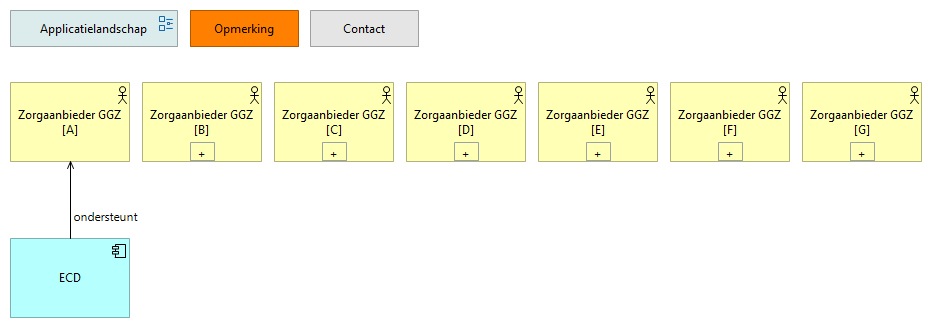 Applicatielandschap
Opmerking
Contact
Zorgaanbieder GGZ
[A]
Zorgaanbieder GGZ
[B]
+
Zorgaanbieder GGZ
[C]
+
Zorgaanbieder GGZ
[D]
+
Zorgaanbieder GGZ
[E]
+
Zorgaanbieder GGZ
[F]
+
Zorgaanbieder GGZ
[G]
+
ondersteunt
ECD